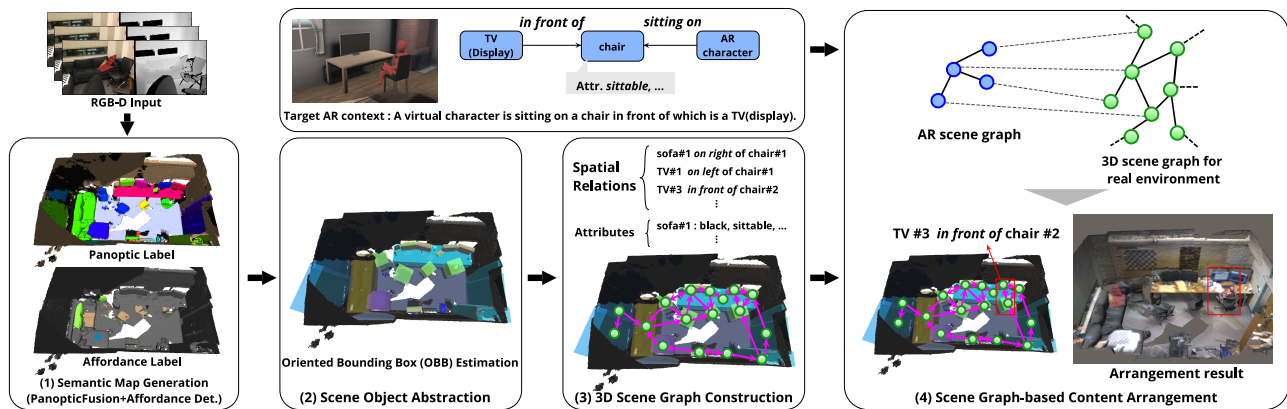 RGB-D Input
Panoptic Label
Affordance Label
(1) Semantic Map Generation
(PanopticFusion+Affordance Det.)
in front of
sitting on
TV
(Display)
chair
AR
character
Attr. sittable, ...
Target AR context : A virtual character is sitting on a chair in front of which is a TV(display).
Oriented Bounding Box (OBB) Estimation
(2) Scene Object Abstraction
Spatial
Relations
sofa#1 on right of chair#1
TV#1 on left of chair#1
TV#3 in front of chair#2
⋮
Attributes
sofa#1 : black, sittable, ...
⋮
(3) 3D Scene Graph Construction
AR scene graph
3D scene graph for
real environment
TV #3 in front of chair #2
Arrangement result
(4) Scene Graph-based Content Arrangement